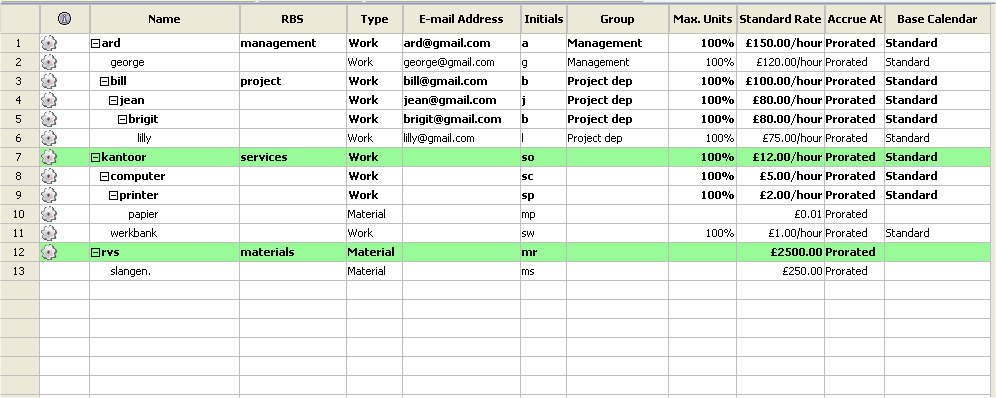 Name RBS Type E-mail Address Initials Group Max. Units Standard Rate Accrue At Base Calendar
1 ard management Work ard@gmail.com a Management 100% £150.00/hour Prorated Standard
2 george Work george@gmail.com g Management 100% £120.00/hour Prorated Standard
3 bill project Work bill@gmail.com b Project dep 100% £100.00/hour Prorated Standard
4 jean Work jean@gmail.com j Project dep 100% £80.00/hour Prorated Standard
5 brigit Work brigit@gmail.com b Project dep 100% £80.00/hour Prorated Standard
6 lilly Work lilly@gmail.com l Project dep 100% £75.00/hour Prorated Standard
7 kantoor services Work so 100% £12.00/hour Prorated Standard
8 computer Work sc 100% £5.00/hour Prorated Standard
9 printer Work sp 100% £2.00/hour Prorated Standard
10 papier Material mp £0.01 Prorated
11 werkbank Work sw 100% £1.00/hour Prorated Standard
12 rvs materials Material mr £2500.00 Prorated
13 slangen. Material ms £250.00 Prorated